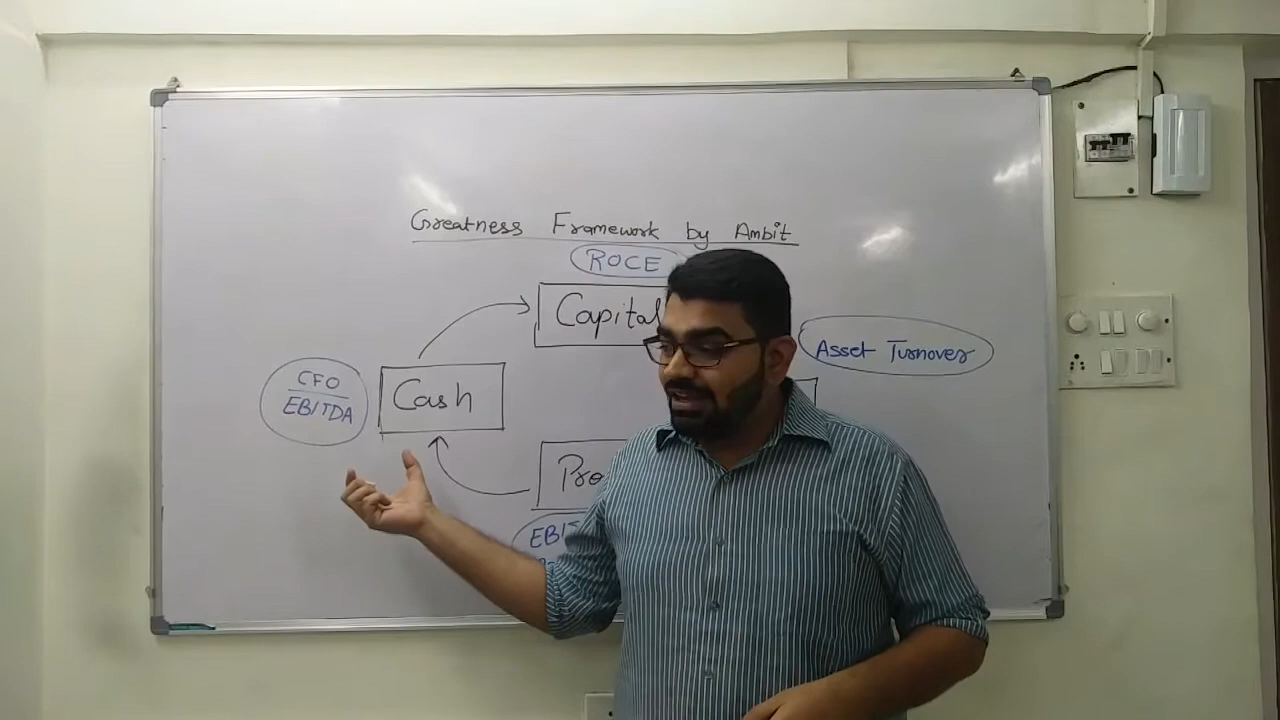 Greatness Framework by Ambit
ROCE
Capital
Asset Turnover
CFO
EBITDA
Cash